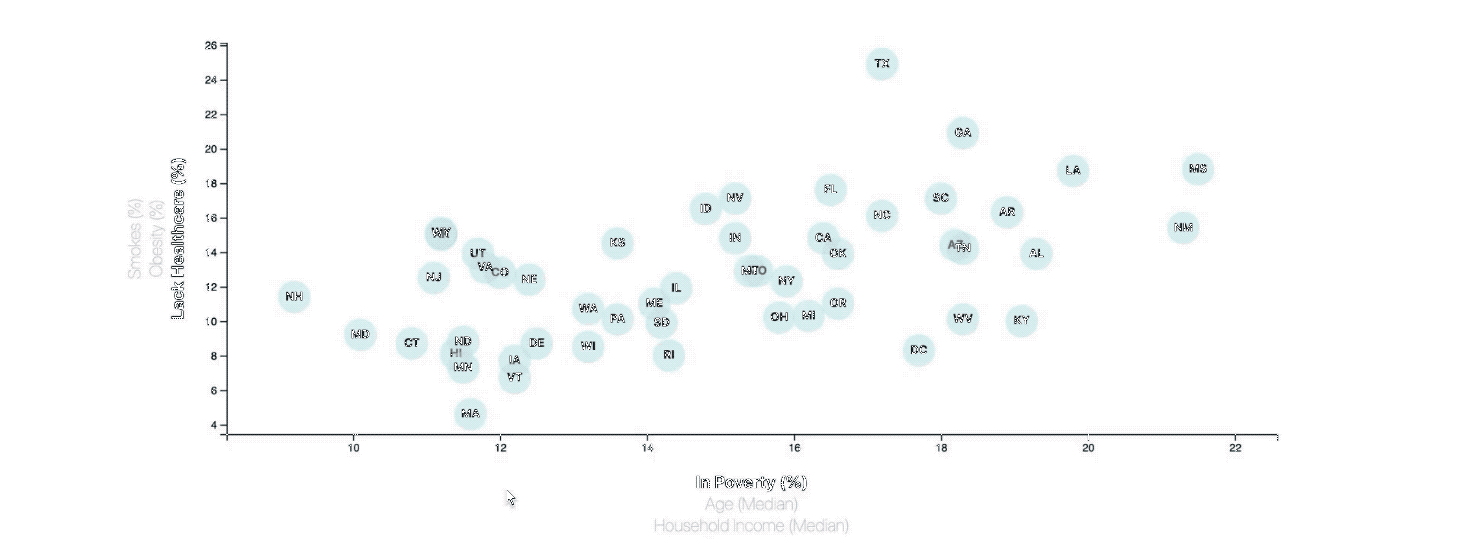 26
24
22
20
18
16
14
12
10
8
6
4
Smokes (%)
Obesity (%)
Lack Healthcare (%)
TX
GA
LA
MS
FL
NV
SC
ID
NC
AR
NM
KS
IN
CA
OK
TN
AL
UT
VA
CO
NJ
NE
NY
IL
NH
WA
ME
PA
SD
OH
MI
OR
WV
KY
MD
CT
ND
HI
MN
DE
IA
VT
WI
RI
DC
MA
10
12
14
16
18
20
22
In Poverty (%)
Age (Median)
Household Income (Median)